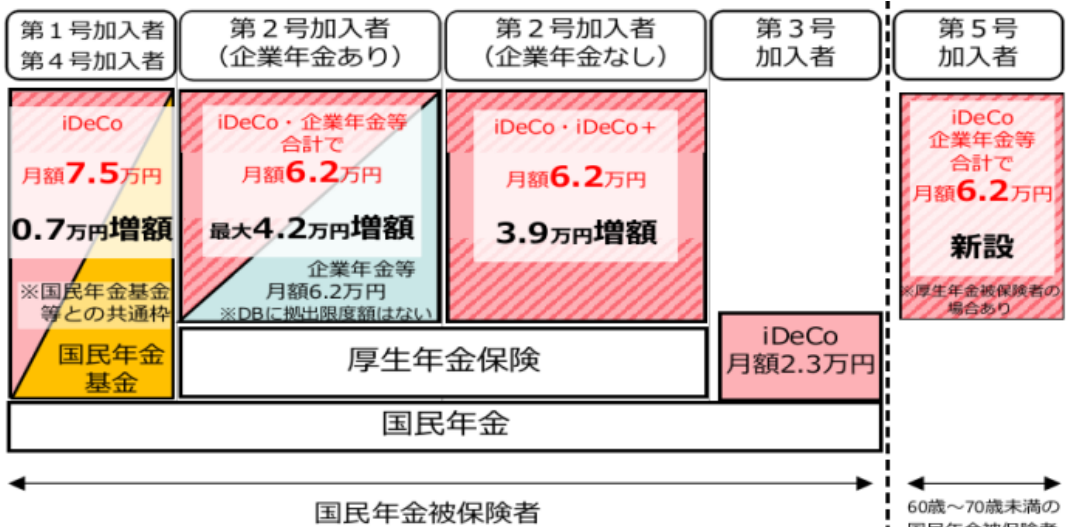 第１号加入者
第４号加入者
第２号加入者
（企業年金あり）
第２号加入者
（企業年金なし）
第３号
加入者
第５号
加入者
iDeCo
月額7.5万円
0.7万円増額
※国民年金基金
等との共通枠
国民年金
基金
iDeCo・企業年金等
合計で
月額6.2万円
最大4.2万円増額
企業年金等
月額6.2万円
※DBに拠出限度額はない
iDeCo・iDeCo＋
月額6.2万円
3.9万円増額
iDeCo
月額2.3万円
iDeCo
企業年金等
合計で
月額6.2万円
新設
※厚生年金被保険者の
場合あり
厚生年金保険
国民年金
国民年金被保険者
60歳～70歳未満の